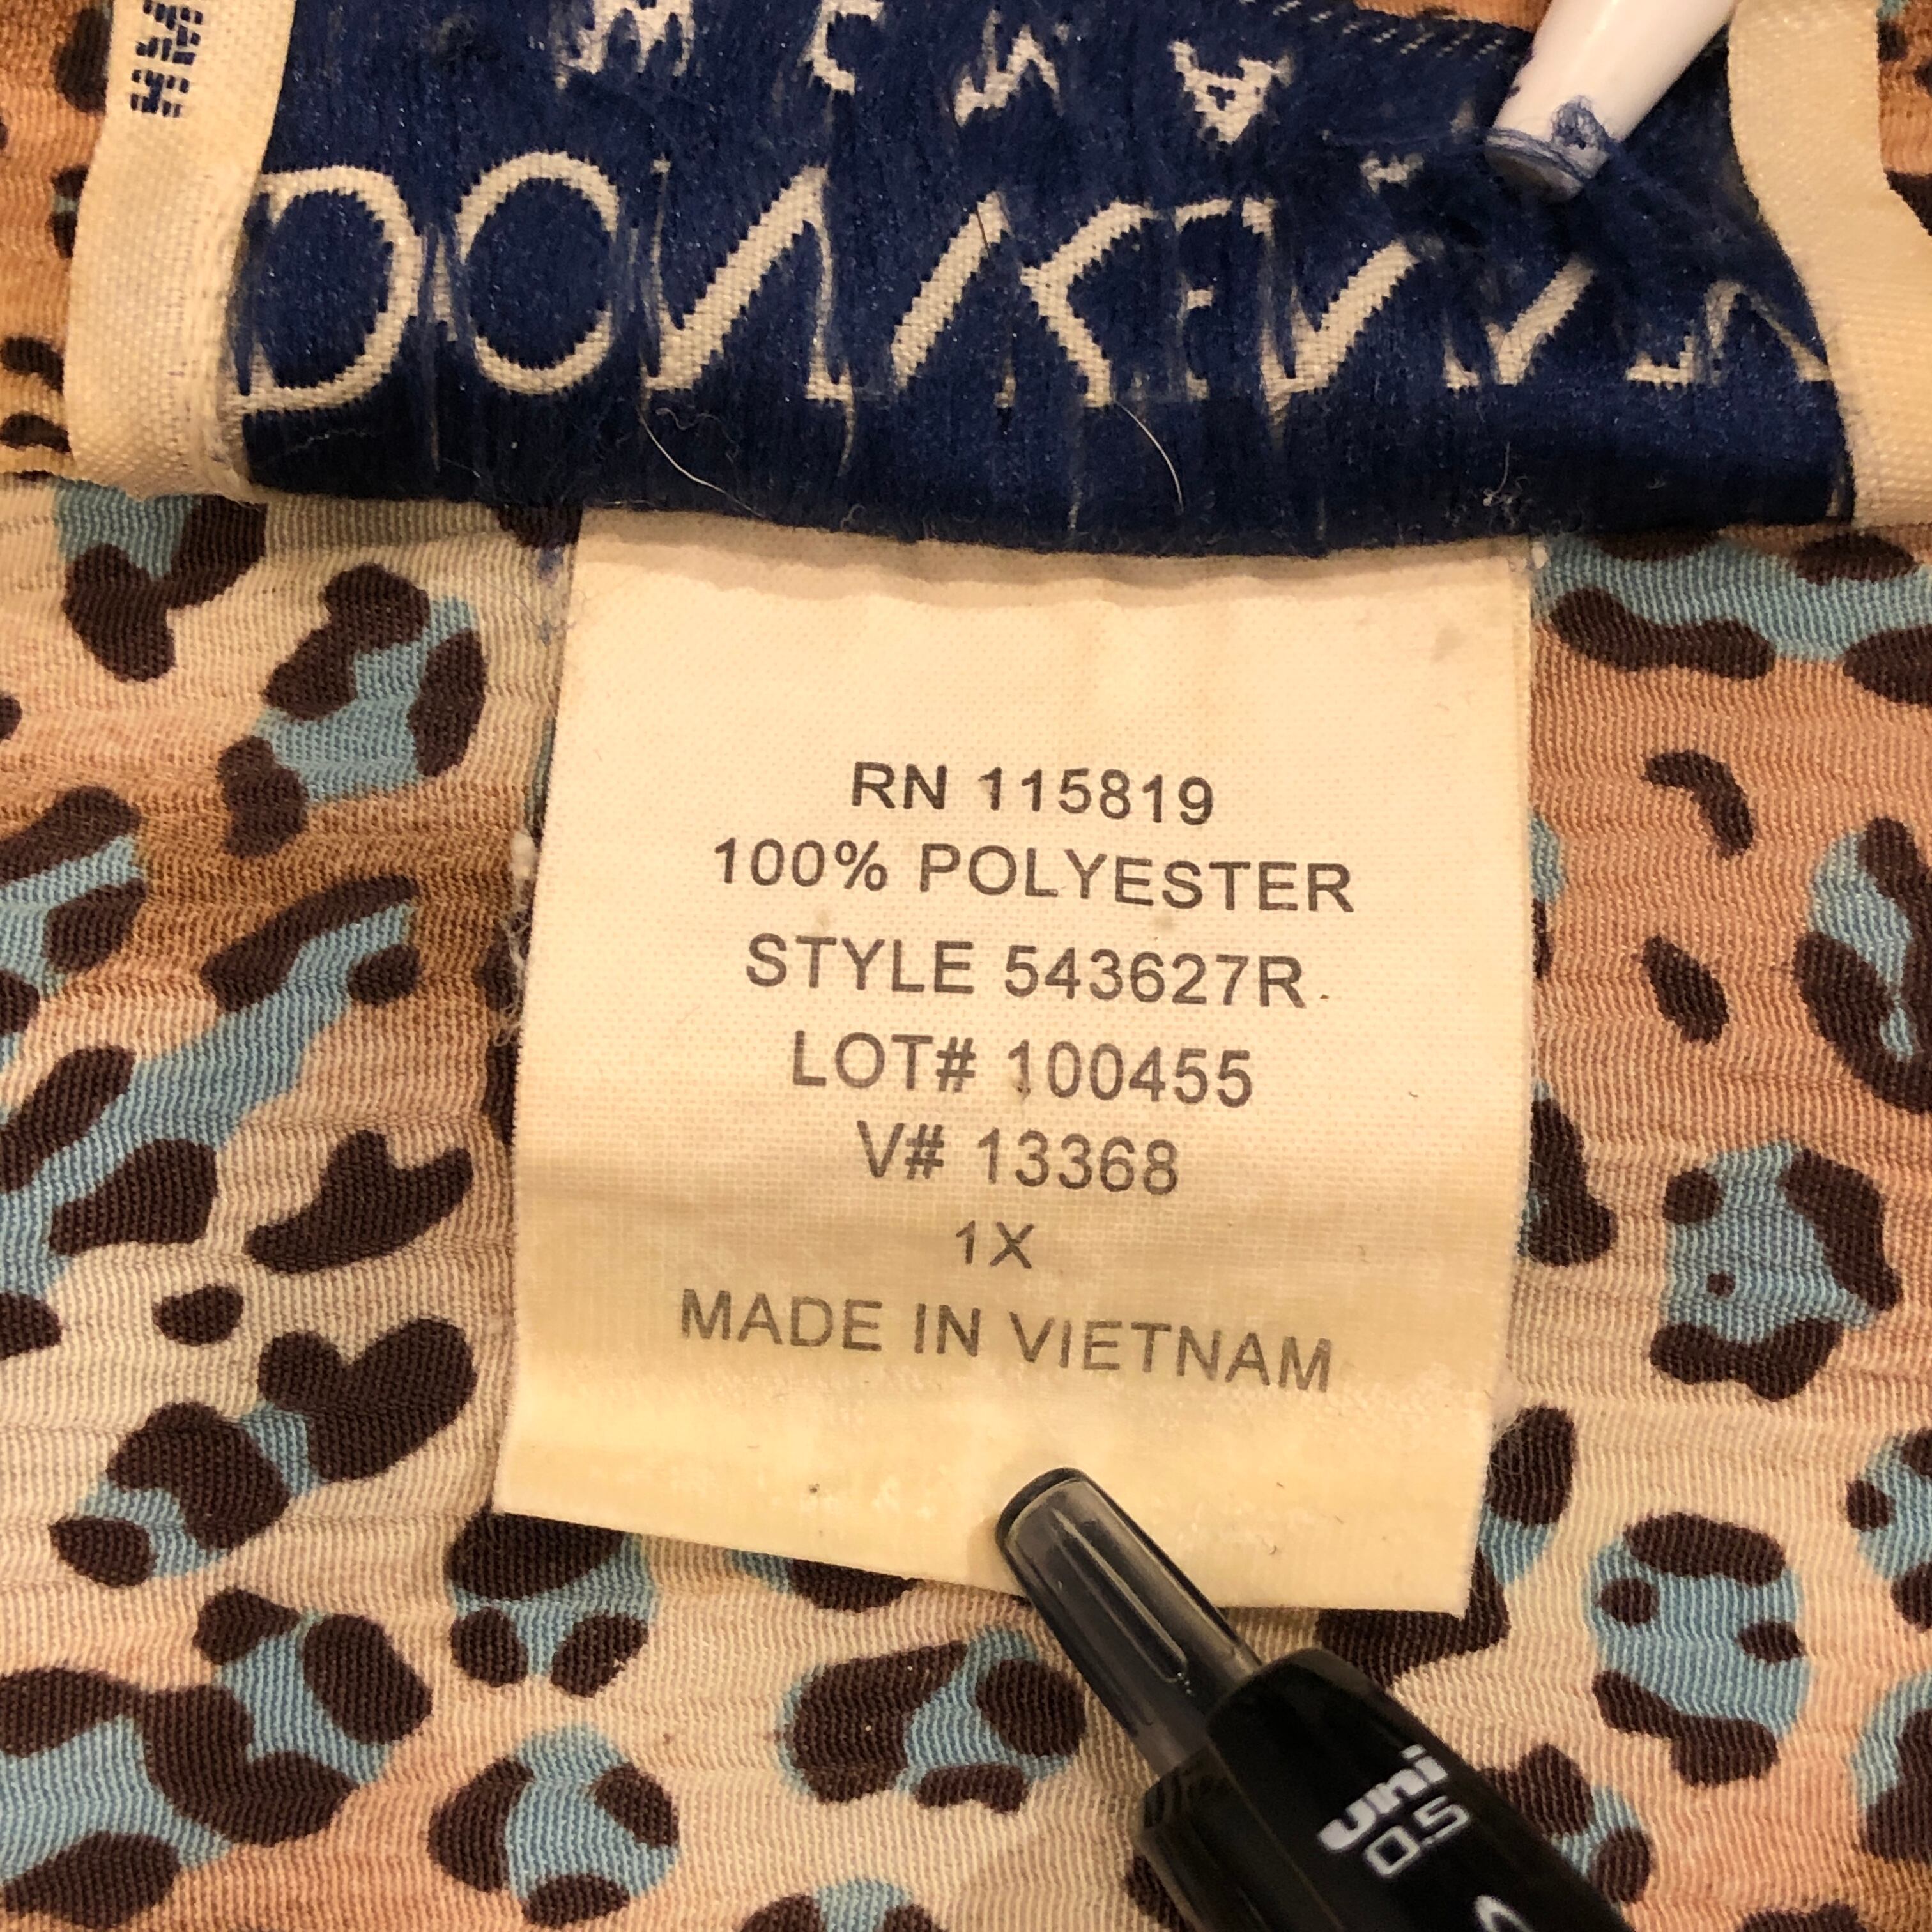 RN 115819
100% POLYESTER
STYLE 543627R
LOT# 100455
V# 13368
1X
MADE IN VIETNAM
uni
0.5